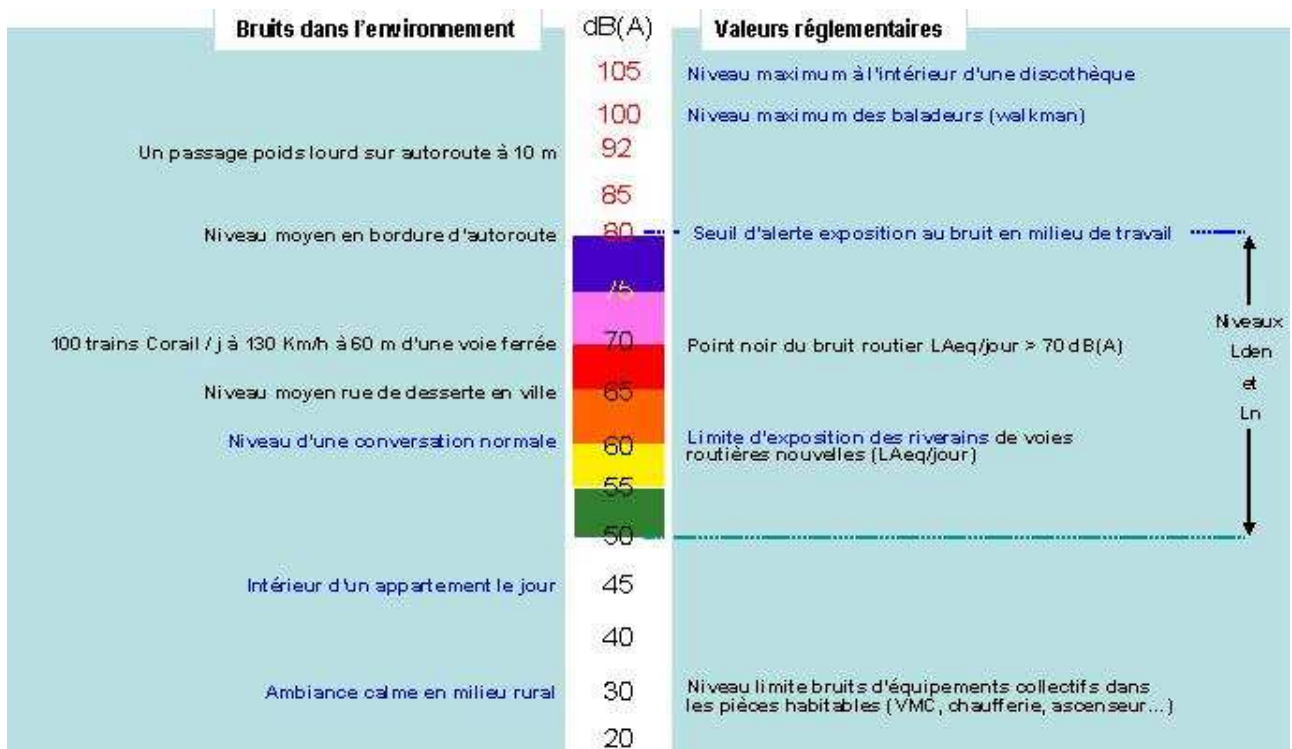 Bruits dans l'environnement dB(A) Valeurs réglementaires
105 Niveau maximum à l'intérieur d'une discothèque
100 Niveau maximum des baladeurs (walkman)
Un passage poids lourd sur autoroute à 10 m 92
85
Niveau moyen en bordure d'autoroute 80 Seuil d'alerte exposition au bruit en milieu de travail
75
Niveaux
100 trains Corail / j à 130 Km/h à 60 m d'une voie ferrée 70 Point noir du bruit routier LAeq/jour > 70 dB(A)
Lden
et
Niveau moyen rue de desserte en ville 65
Ln
Niveau d'une conversation normale 60 Limite d'exposition des riverains de voies
routières nouvelles (LAeq/jour)
55
50
Intérieur d'un appartement le jour 45
40
Ambiance calme en milieu rural 30 Niveau limite bruits d'équipements collectifs dans
les pièces habitables (VMC, chaufferie, ascenseur...)
20